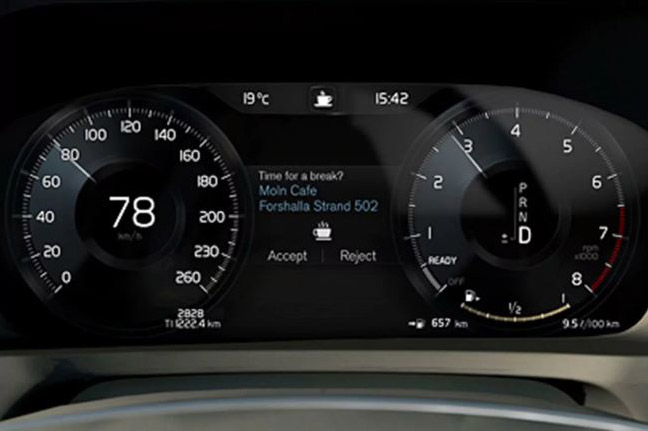 19 °C
15:42
0
20
40
60
80
100
120
140
160
180
200
230
260
78
km/h
2828
T1 1222.4 km
Time for a break?
Moln Cafe
Forshalla Strand 502
Accept
Reject
OFF
READY
1
2
3
4
5
6
7
8
rpm
x1000
P
R
N
± D
1/2
1
657 km
9.5 l/100 km